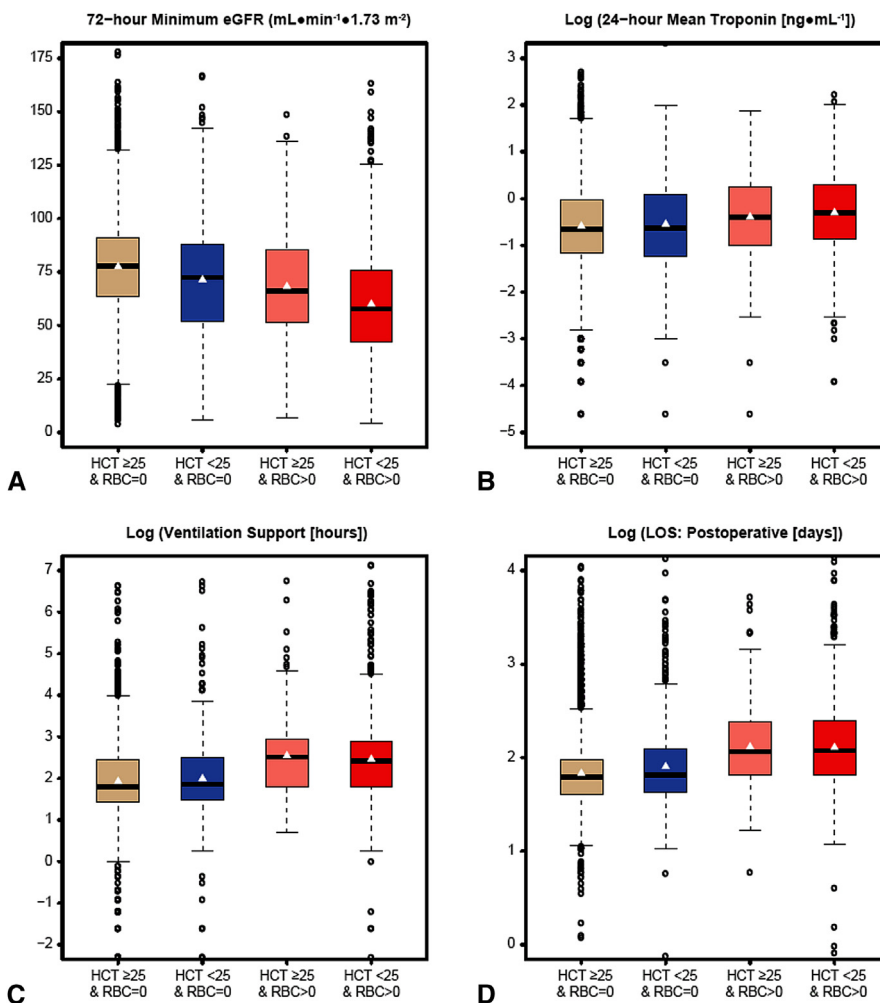 72−hour Minimum eGFR (mL●min⁻¹●1.73 m⁻²)
175
150
125
100
75
50
25
0
HCT ≥25 HCT <25 HCT ≥25 HCT <25
& RBC=0 & RBC=0 & RBC>0 & RBC>0
A
Log (24−hour Mean Troponin [ng●mL⁻¹])
3
2
1
0
−1
−2
−3
−4
−5
HCT ≥25 HCT <25 HCT ≥25 HCT <25
& RBC=0 & RBC=0 & RBC>0 & RBC>0
B
Log (Ventilation Support [hours])
7
6
5
4
3
2
1
0
−1
−2
HCT ≥25 HCT <25 HCT ≥25 HCT <25
& RBC=0 & RBC=0 & RBC>0 & RBC>0
C
Log (LOS: Postoperative [days])
4
3
2
1
0
HCT ≥25 HCT <25 HCT ≥25 HCT <25
& RBC=0 & RBC=0 & RBC>0 & RBC>0
D